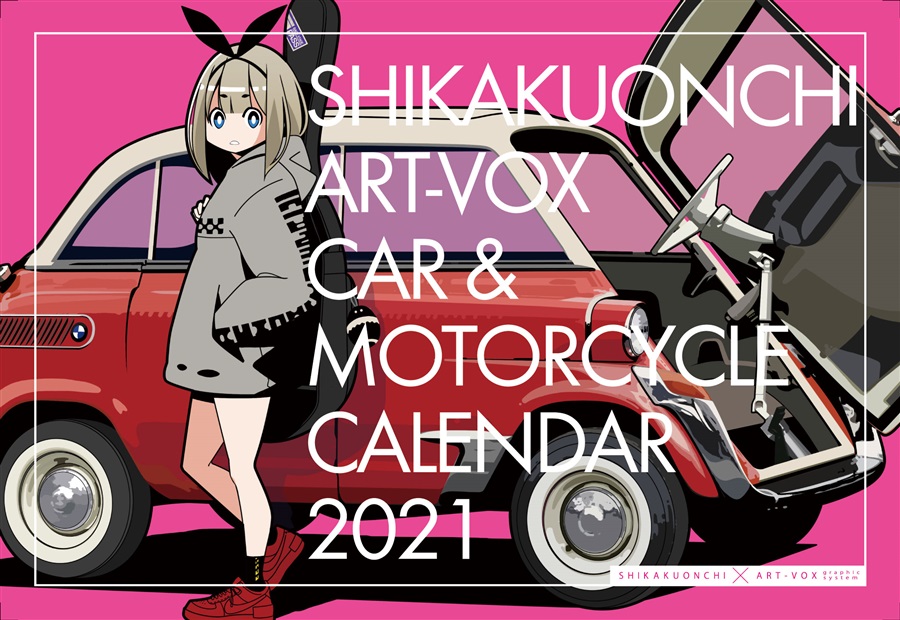 SHIKAKUONCHI
ART-VOX
CAR &
MOTORCYCLE
CALENDAR
2021
SHIKAKUONCHI × ART-VOX graphic system